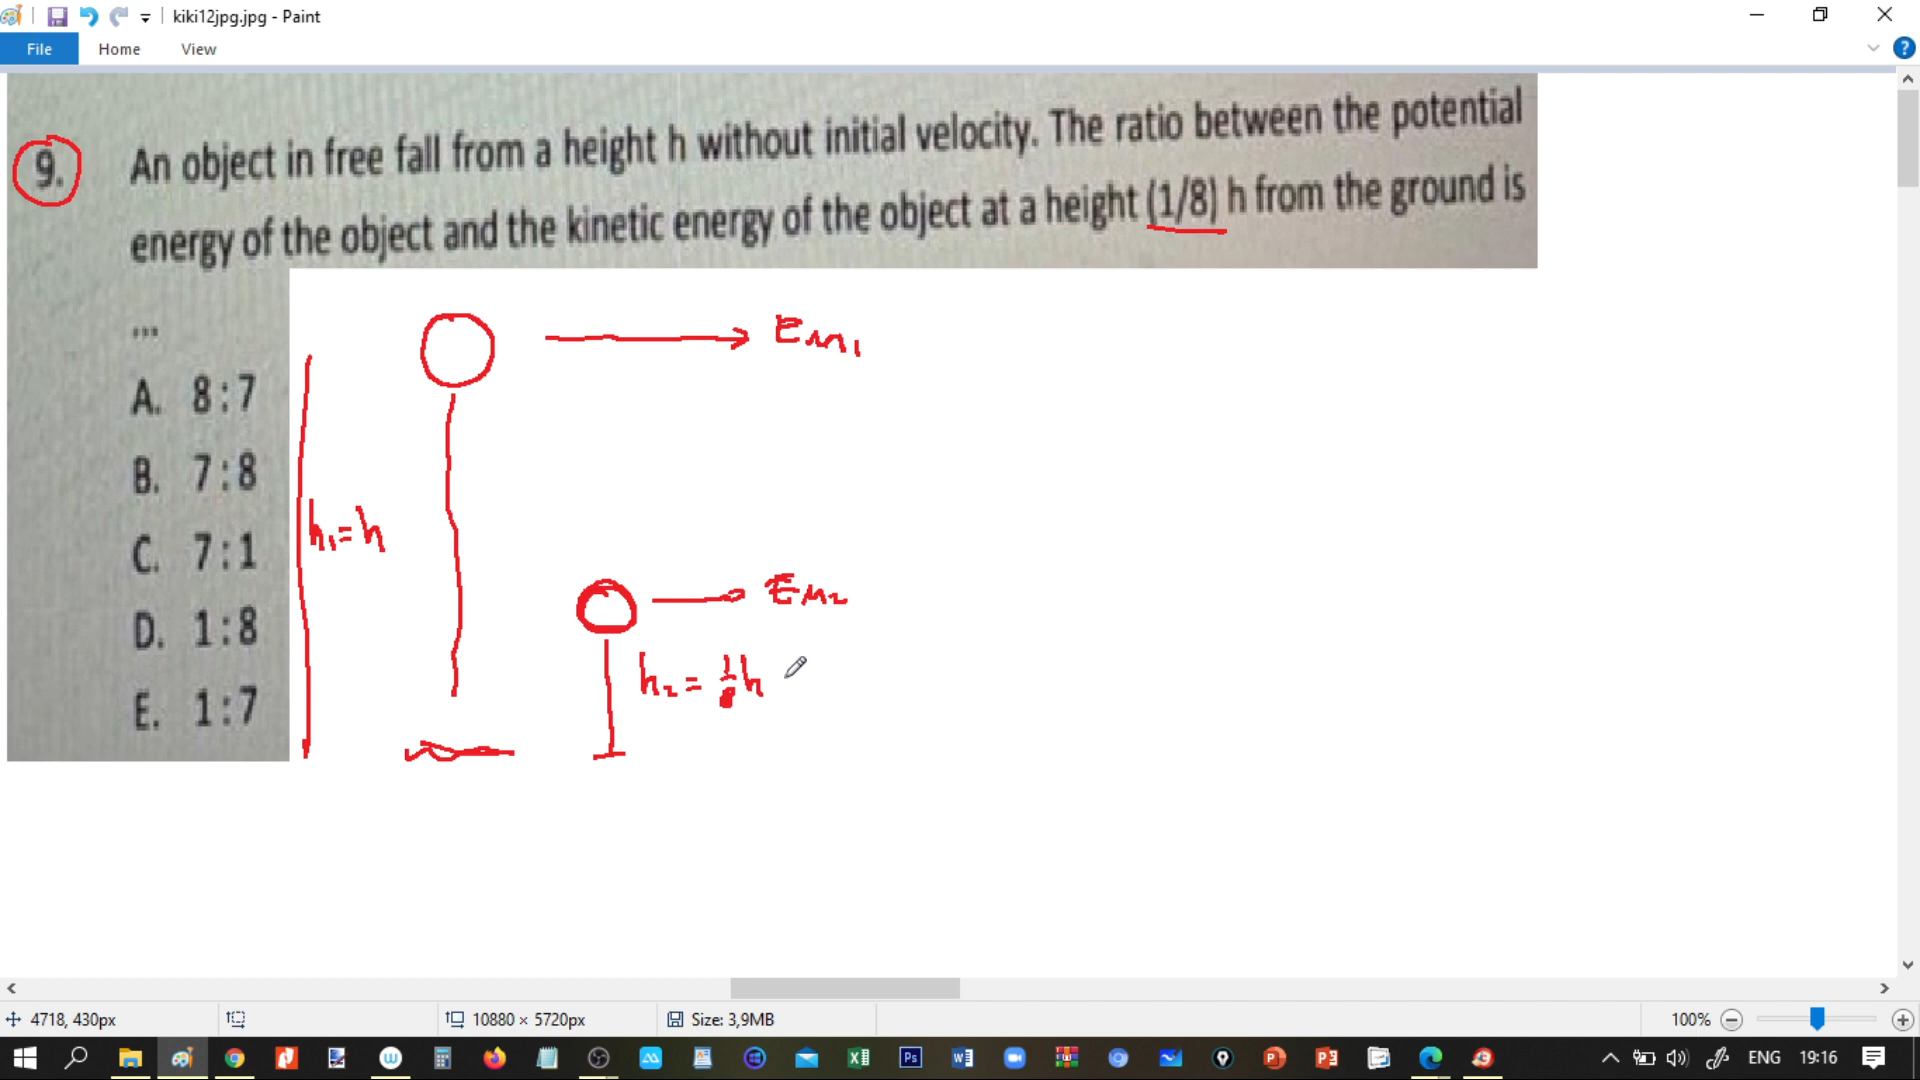 kiki12jpg.jpg - Paint
File Home View
9. An object in free fall from a height h without initial velocity. The ratio between the potential
energy of the object and the kinetic energy of the object at a height (1/8) h from the ground is
...
A. 8:7
B. 7:8
C. 7:1
D. 1:8
E. 1:7
EM1
h1=h
EM2
h2 = 1/8 h
4718, 430px
10880 × 5720px
Size: 3,9MB
100%
ENG 19:16